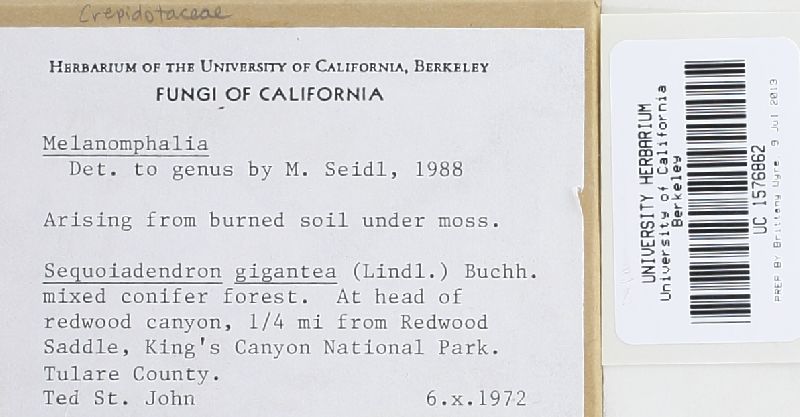 Crepidotaceae
HERBARIUM OF THE UNIVERSITY OF CALIFORNIA, BERKELEY
FUNGI OF CALIFORNIA
Melanomphalia
Det. to genus by M. Seidl, 1988
Arising from burned soil under moss.
Sequoiadendron gigantea (Lindl.) Buchh.
mixed conifer forest. At head of
redwood canyon, 1/4 mi from Redwood
Saddle, King's Canyon National Park.
Tulare County.
Ted St. John 6.x.1972
UNIVERSITY HERBARIUM
University of California
Berkeley
UC 1576862
PREP BY Brittany Wyre 9 Jul 2013